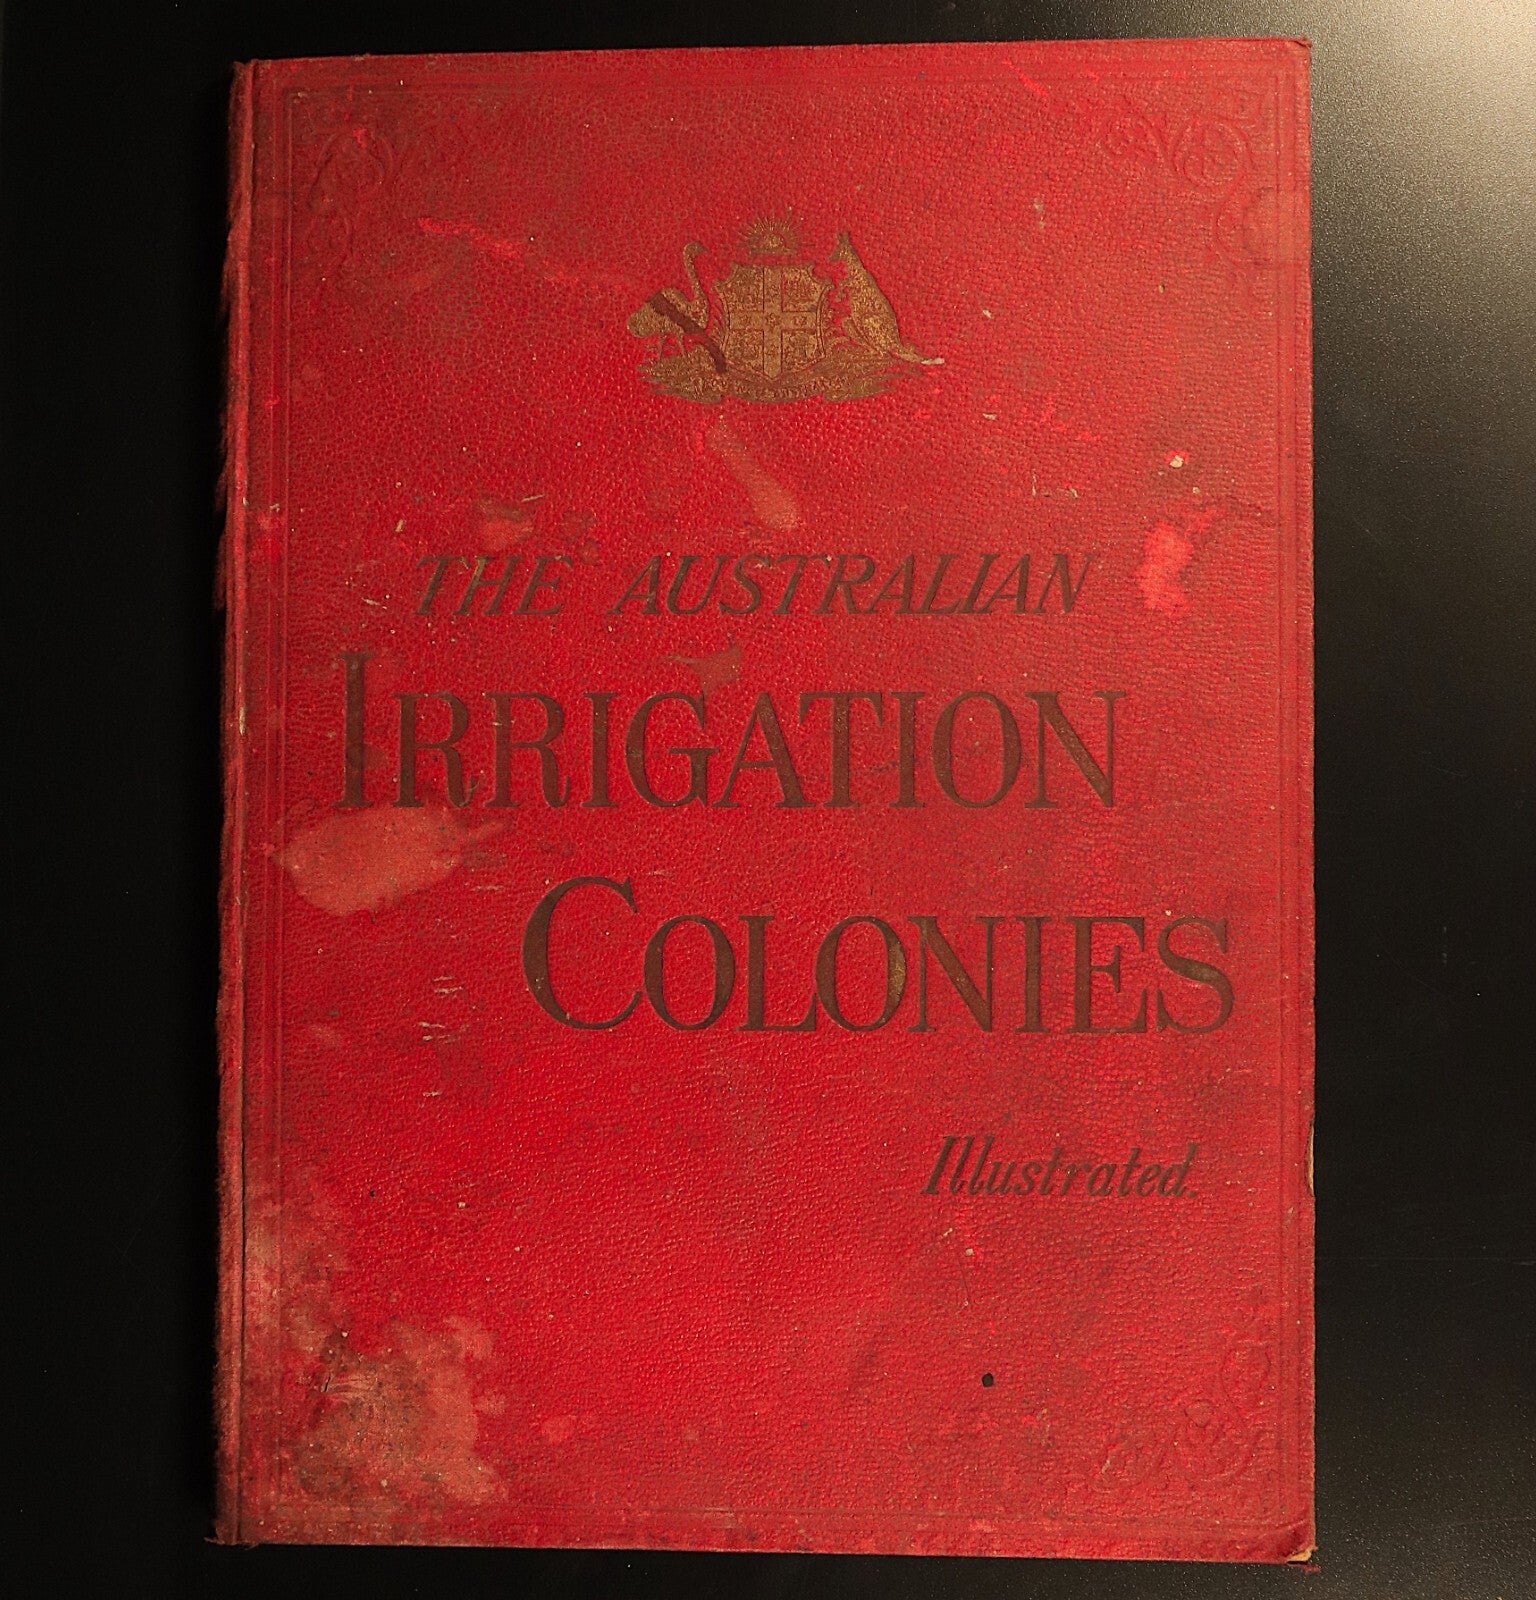 THE AUSTRALIAN
IRRIGATION
COLONIES
Illustrated.